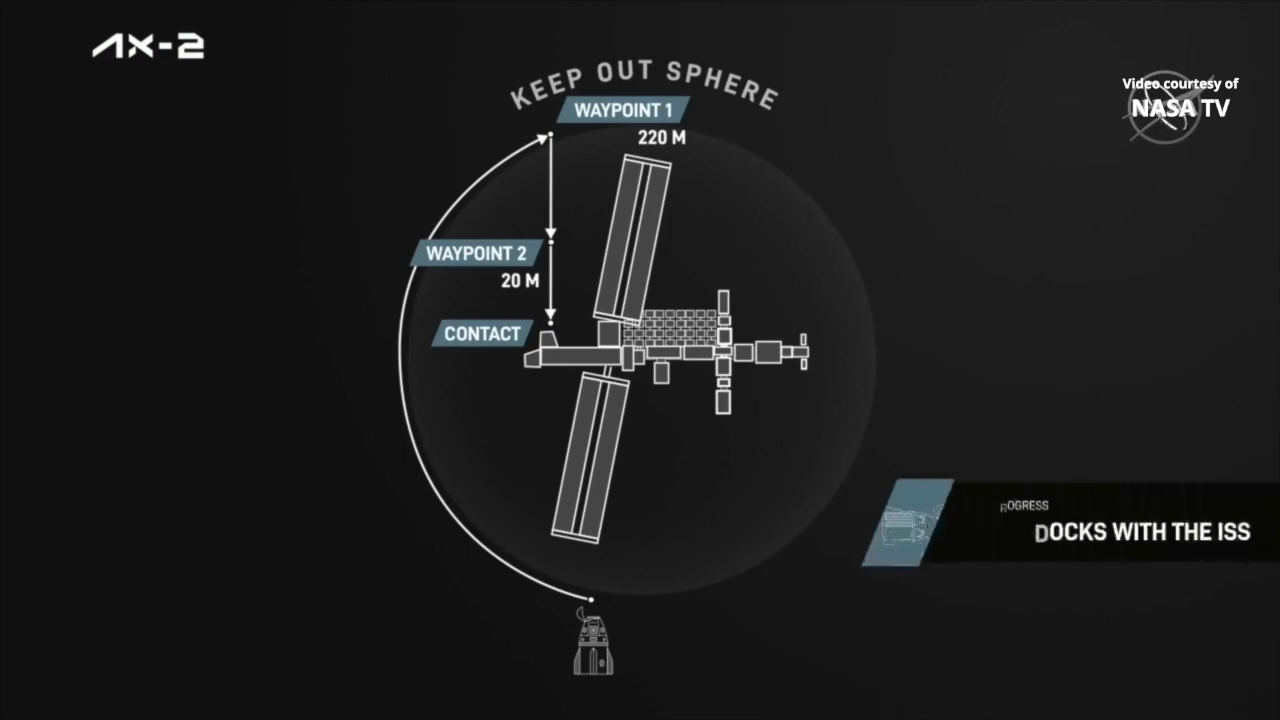 AX-2
KEEP OUT SPHERE
Video courtesy of
NASA TV
WAYPOINT 1
220 M
WAYPOINT 2
20 M
CONTACT
ROGRESS
DOCKS WITH THE ISS